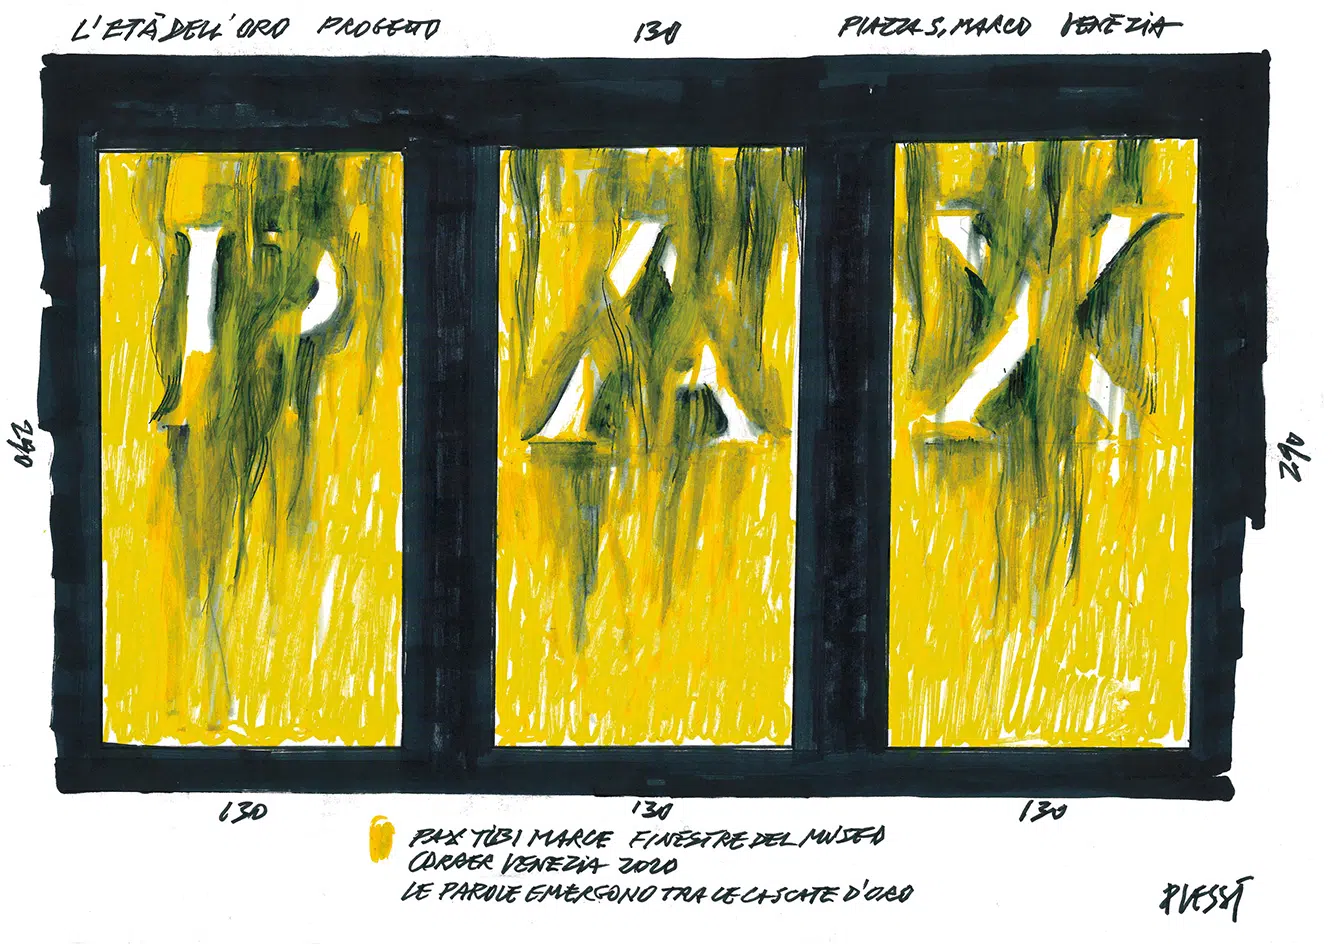 L'ETÀ DELL'ORO PROGETTO
130
PIAZZA S. MARCO VENEZIA
290
P A X
290
130
130
130
PAX TIBI MARCE FINESTRE DEL MUSEO
CORRER VENEZIA 2020
LE PAROLE EMERGONO TRA LE CASCATE D'ORO
PLESSI